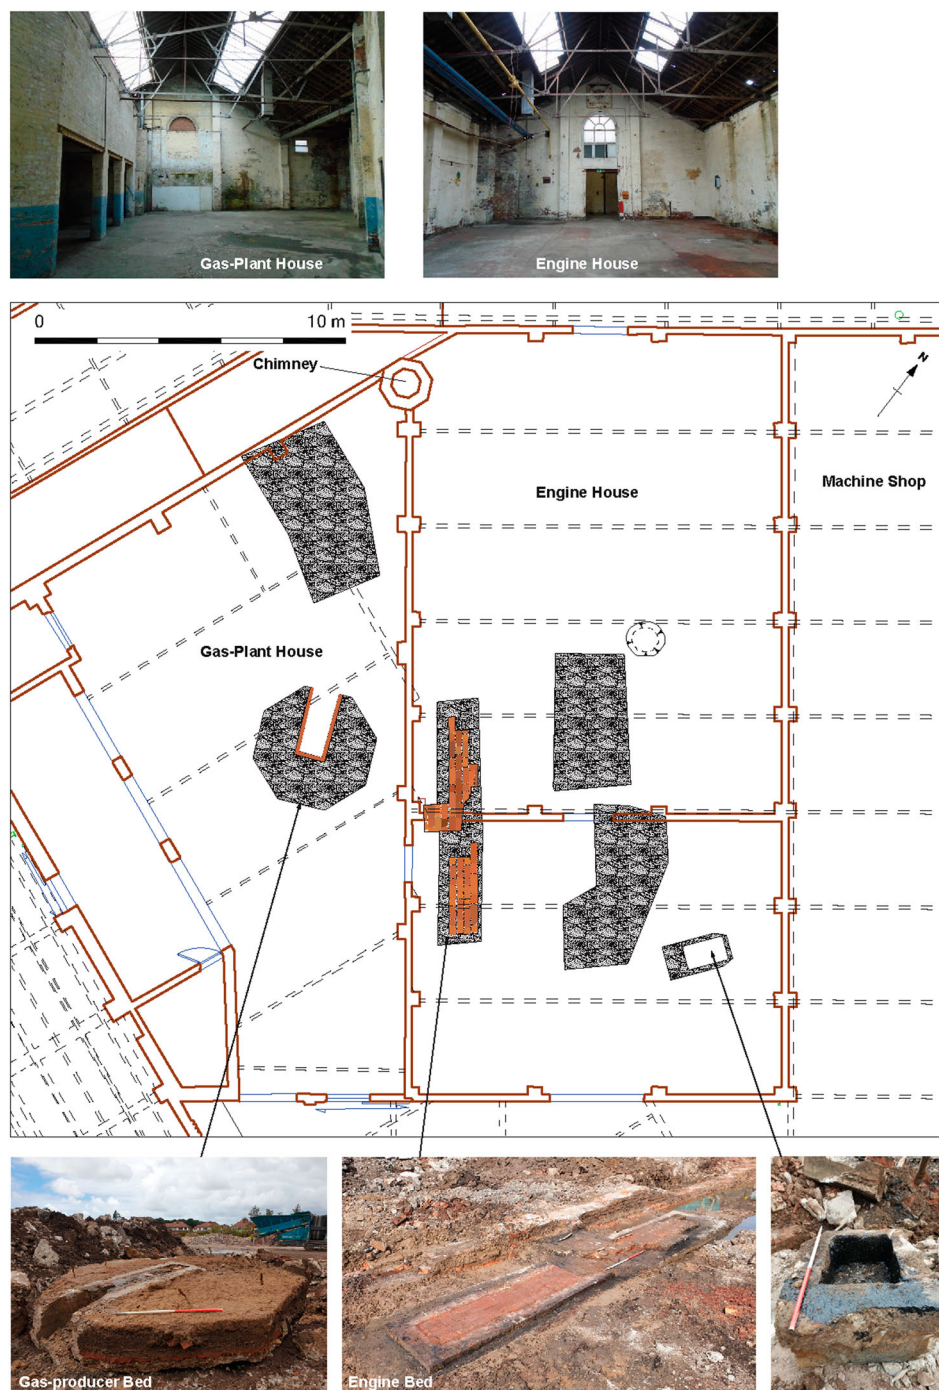 Gas-Plant House
Engine House
0 10 m
Chimney
N
Engine House
Machine Shop
Gas-Plant House
Gas-producer Bed
Engine Bed